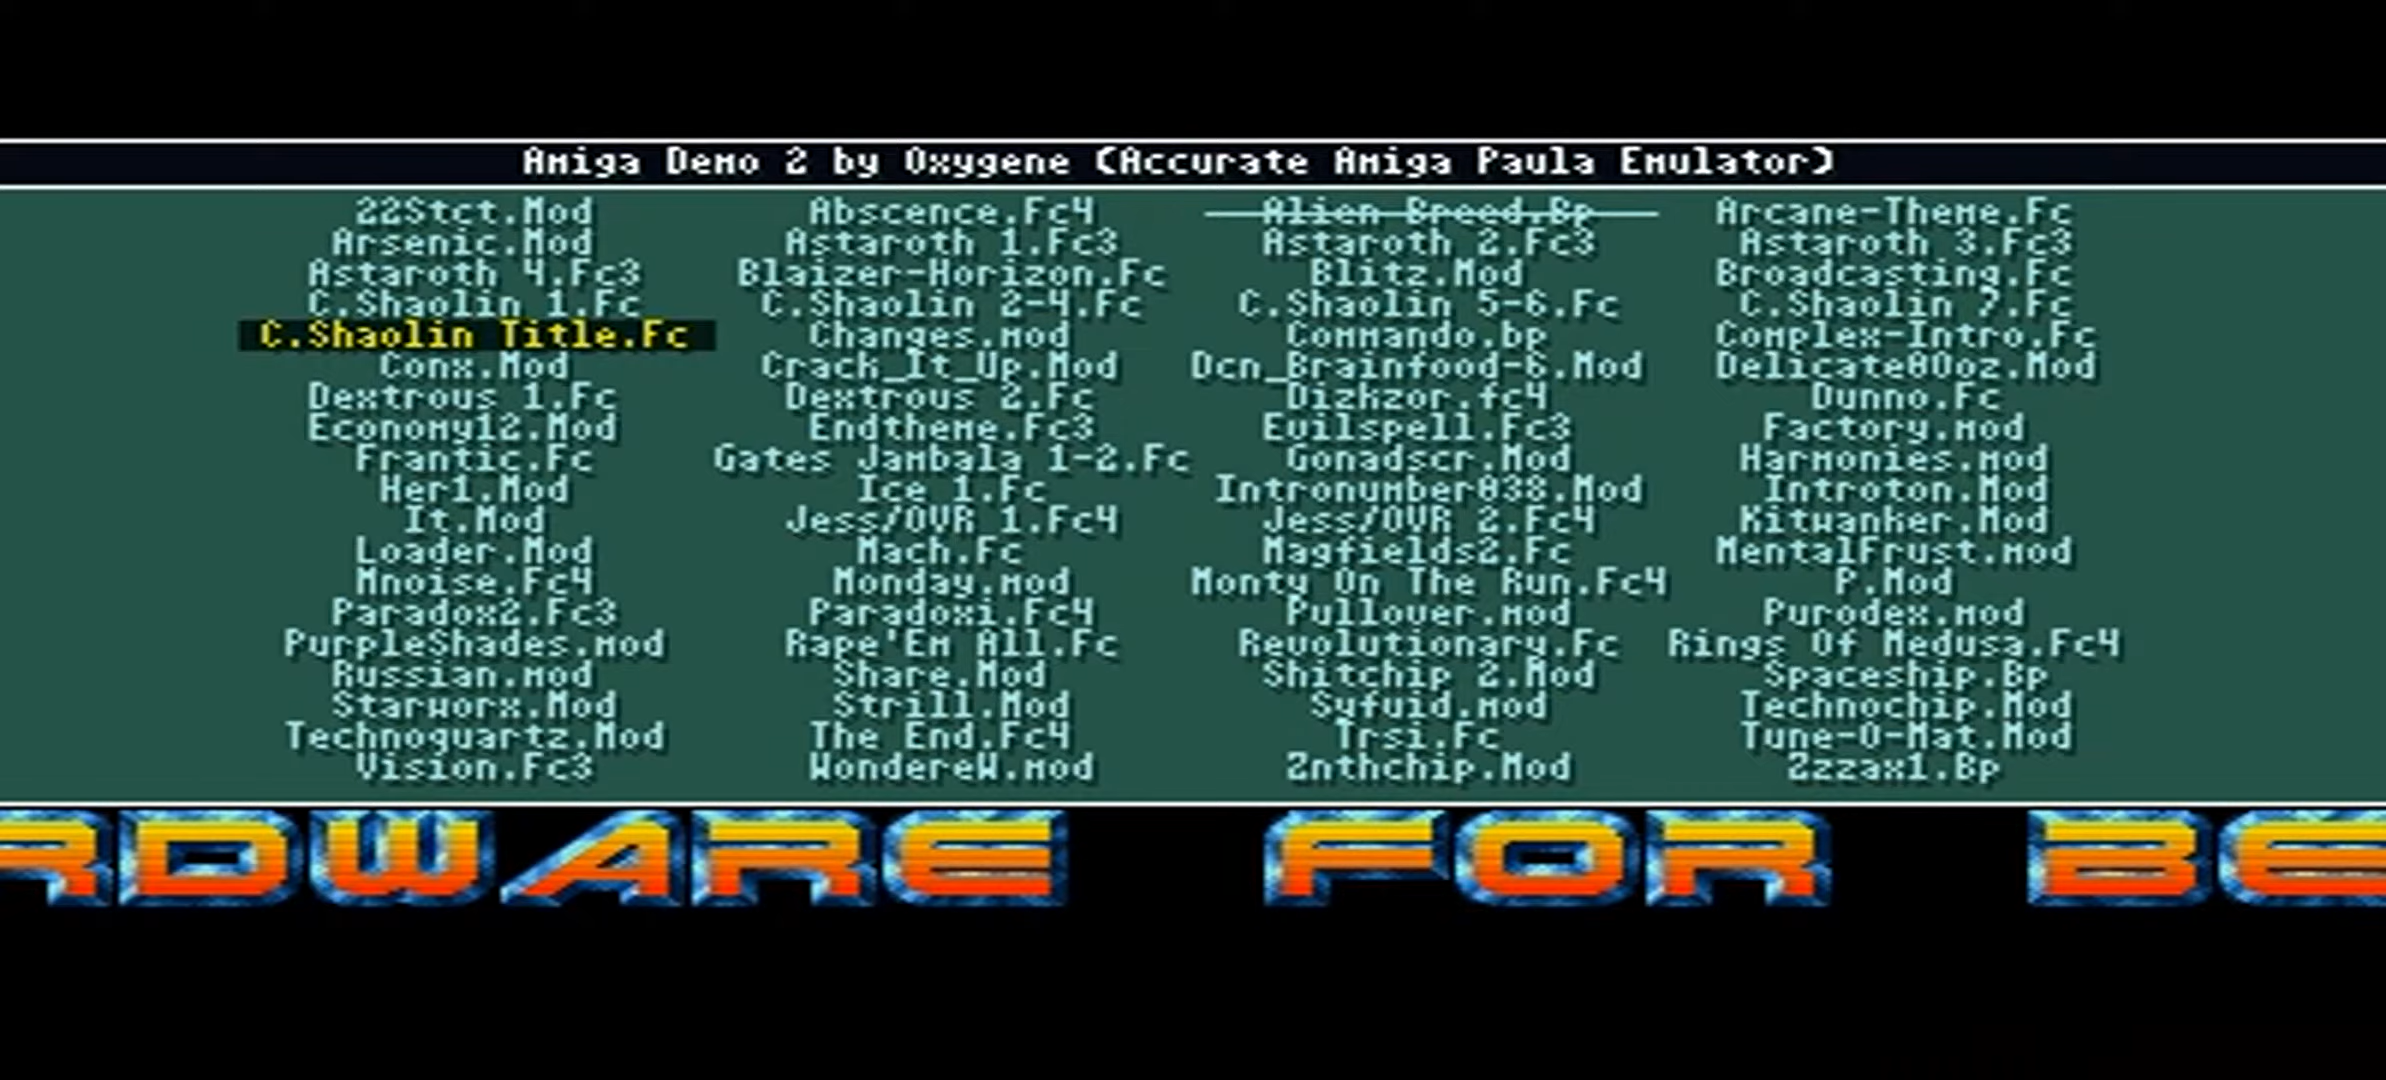 Amiga Demo 2 by Oxygene (Accurate Amiga Paula Emulator)
22Stct.Mod Abscence.Fc4 Alien Breed.Bp Arcane-Theme.Fc
Arsenic.Mod Astaroth 1.Fc3 Astaroth 2.Fc3 Astaroth 3.Fc3
Astaroth 4.Fc3 Blaizer-Horizon.Fc Blitz.Mod Broadcasting.Fc
C.Shaolin 1.Fc C.Shaolin 2-4.Fc C.Shaolin 5-6.Fc C.Shaolin 7.Fc
C.Shaolin Title.Fc Changes.mod Commando.bp Complex-Intro.Fc
Conx.Mod Crack_It_Up.Mod Dcn_Brainfood-6.Mod Delicate00oz.Mod
Dextrous 1.Fc Dextrous 2.Fc Dizkzor.fc4 Dunno.Fc
Economy12.Mod Endtheme.Fc3 Evilspell.Fc3 Factory.mod
Frantic.Fc Gates Jambala 1-2.Fc Gonadscr.Mod Harmonies.mod
Her1.Mod Ice 1.Fc Intronumber038.Mod Introton.Mod
It.Mod Jess/OVR 1.Fc4 Jess/OVR 2.Fc4 Kitwanker.Mod
Loader.Mod Mach.Fc Magfields2.Fc MentalFrust.mod
Mnoise.Fc4 Monday.mod Monty On The Run.Fc4 P.Mod
Paradox2.Fc3 Paradoxi.Fc4 Pullover.mod Purodex.mod
PurpleShades.mod Rape'Em All.Fc Revolutionary.Fc Rings Of Medusa.Fc4
Russian.mod Share.Mod Shitchip 2.Mod Spaceship.Bp
Starworx.Mod Strill.Mod Syfuid.mod Technochip.Mod
Technoquartz.Mod The End.Fc4 Trsi.Fc Tune-O-Mat.Mod
Vision.Fc3 WondereW.mod Znthchip.Mod Zzzax1.Bp
RDWARE FOR BE